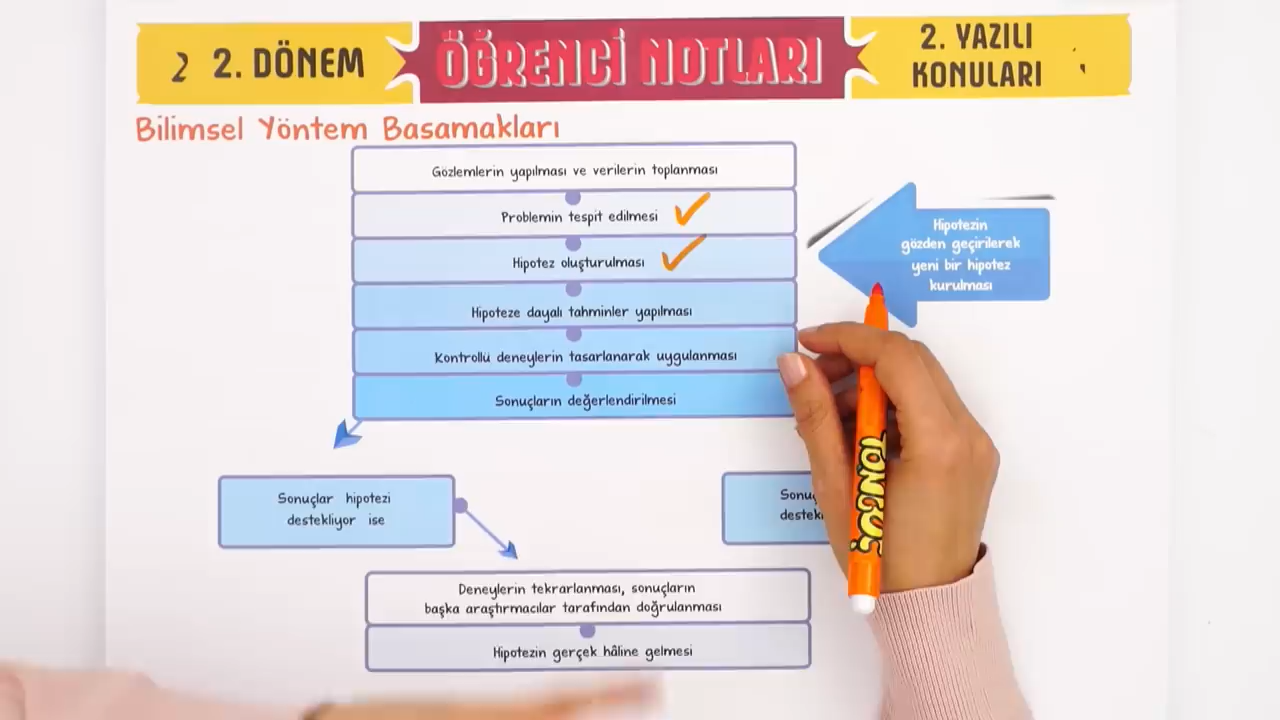 2. DÖNEM
ÖĞRENCİ NOTLARI
2. YAZILI
KONULARI
Bilimsel Yöntem Basamakları
Gözlemlerin yapılması ve verilerin toplanması
Problemin tespit edilmesi
Hipotez oluşturulması
Hipoteze dayalı tahminler yapılması
Kontrollü deneylerin tasarlanarak uygulanması
Sonuçların değerlendirilmesi
Hipotezin
gözden geçirilerek
yeni bir hipotez
kurulması
Sonuçlar hipotezi
destekliyor ise
Deneylerin tekrarlanması, sonuçların
başka araştırmacılar tarafından doğrulanması
Hipotezin gerçek hâline gelmesi
TONGUÇ